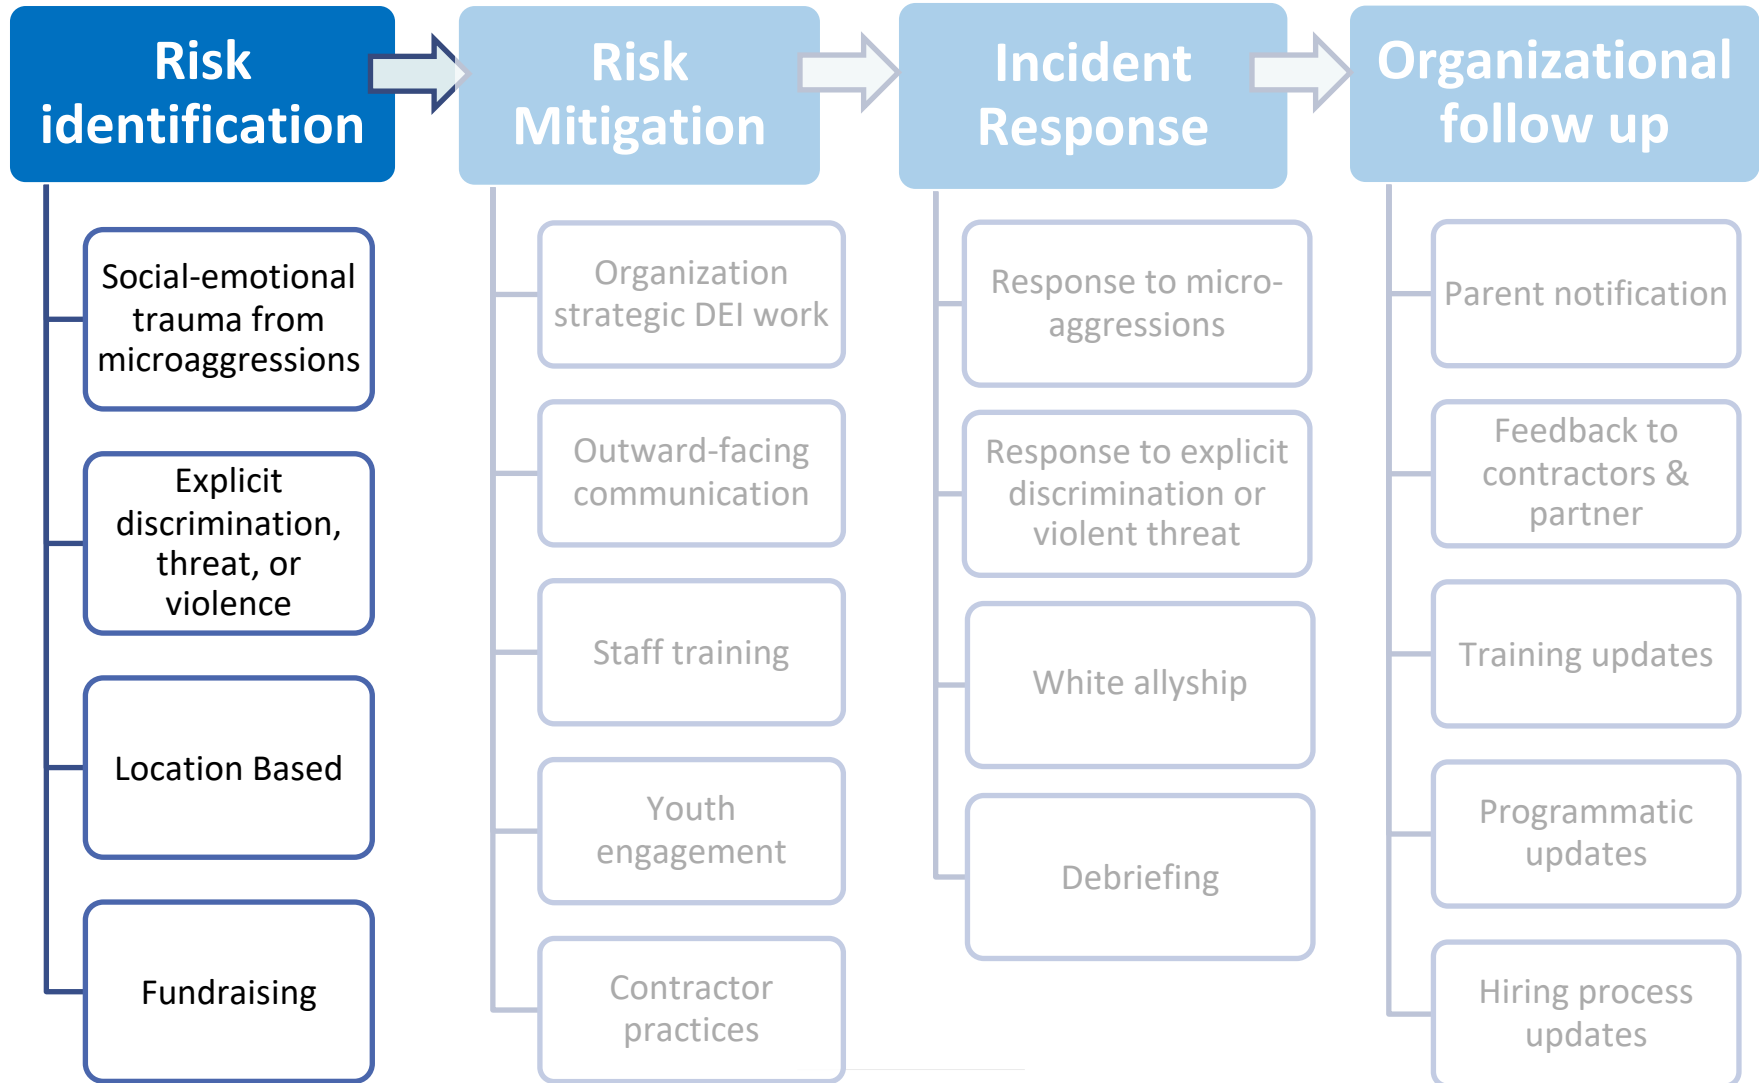 Risk
identification
Social-emotional
trauma from
microaggressions
Explicit
discrimination,
threat, or
violence
Location Based
Fundraising
Risk
Mitigation
Organization
strategic DEI work
Outward-facing
communication
Staff training
Youth
engagement
Contractor
practices
Incident
Response
Response to micro-
aggressions
Response to explicit
discrimination or
violent threat
White allyship
Debriefing
Organizational
follow up
Parent notification
Feedback to
contractors &
partner
Training updates
Programmatic
updates
Hiring process
updates